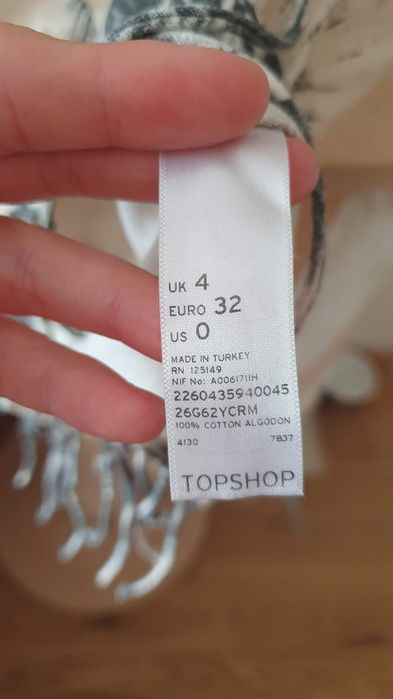 UK 4
EURO 32
US 0
MADE IN TURKEY
RN 125149
NIF No: A0061711H
2260435940045
26G62YCRM
100% COTTON ALGODON
4130 7837
TOPSHOP